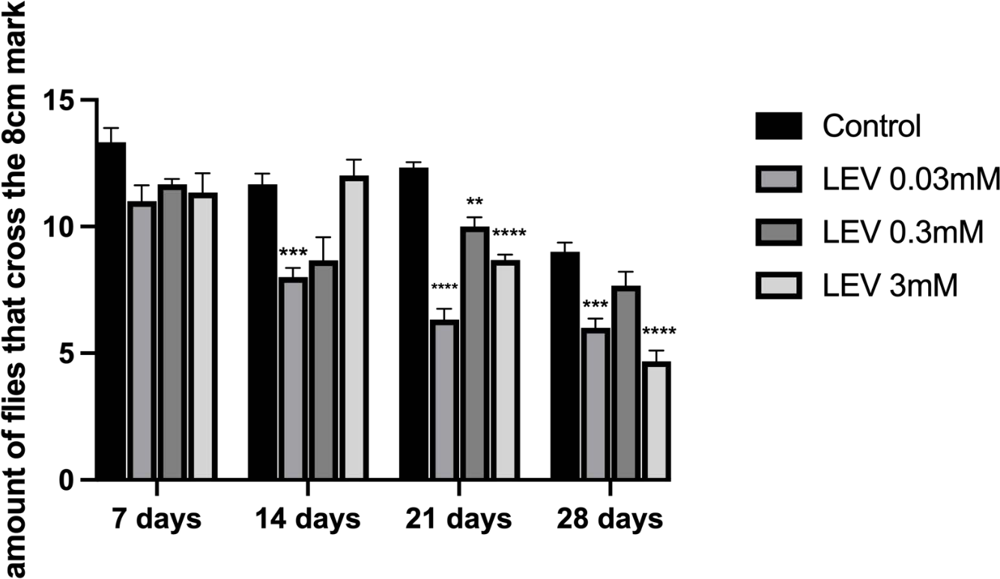 amount of flies that cross the 8cm mark
15
10
5
0
***
****
**
****
***
****
7 days
14 days
21 days
28 days
Control
LEV 0.03mM
LEV 0.3mM
LEV 3mM